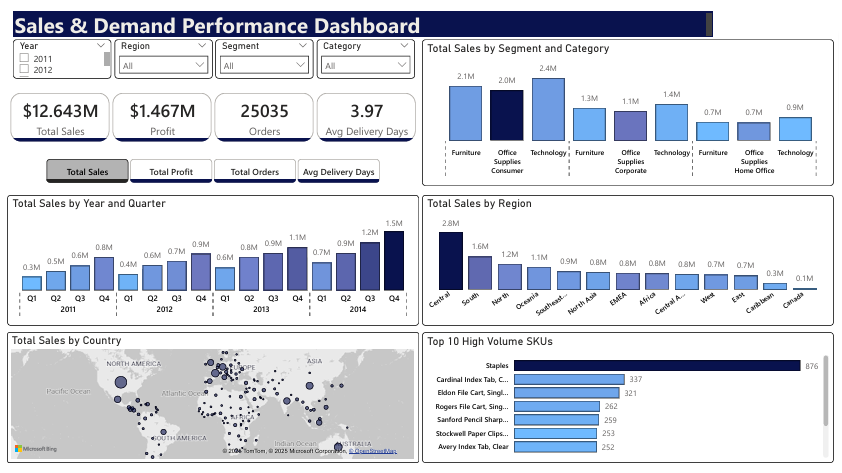 Sales & Demand Performance Dashboard
Year
2011
2012
Region
All
Segment
All
Category
All
$12.643M
Total Sales
$1.467M
Profit
25035
Orders
3.97
Avg Delivery Days
Total Sales
Total Profit
Total Orders
Avg Delivery Days
Total Sales by Segment and Category
2.1M 2.0M 2.4M 1.3M 1.1M 1.4M 0.7M 0.7M 0.9M
Furniture Office Supplies Technology Furniture Office Supplies Technology Furniture Office Supplies Technology
Consumer Corporate Home Office
Total Sales by Year and Quarter
0.3M 0.5M 0.6M 0.8M 0.4M 0.6M 0.7M 0.9M 0.6M 0.8M 0.9M 1.1M 0.7M 0.9M 1.2M 1.5M
Q1 Q2 Q3 Q4 Q1 Q2 Q3 Q4 Q1 Q2 Q3 Q4 Q1 Q2 Q3 Q4
2011 2012 2013 2014
Total Sales by Region
2.8M 1.6M 1.2M 1.1M 0.9M 0.8M 0.8M 0.8M 0.8M 0.7M 0.7M 0.3M 0.1M
Central South North Oceania Southeast... North Asia EMEA Africa Central A... West East Caribbean Canada
Total Sales by Country
NORTH AMERICA
ASIA
Pacific Ocean
Atlantic Ocean
AFRICA
SOUTH AMERICA
Indian Ocean
AUSTRALIA
Microsoft Bing
TomTom, © 2025 Microsoft Corporation, © OpenStreetMap
Top 10 High Volume SKUs
Staples 876
Cardinal Index Tab, C... 337
Eldon File Cart, Singl... 321
Rogers File Cart, Sing... 262
Sanford Pencil Sharp... 259
Stockwell Paper Clips... 253
Avery Index Tab, Clear 252